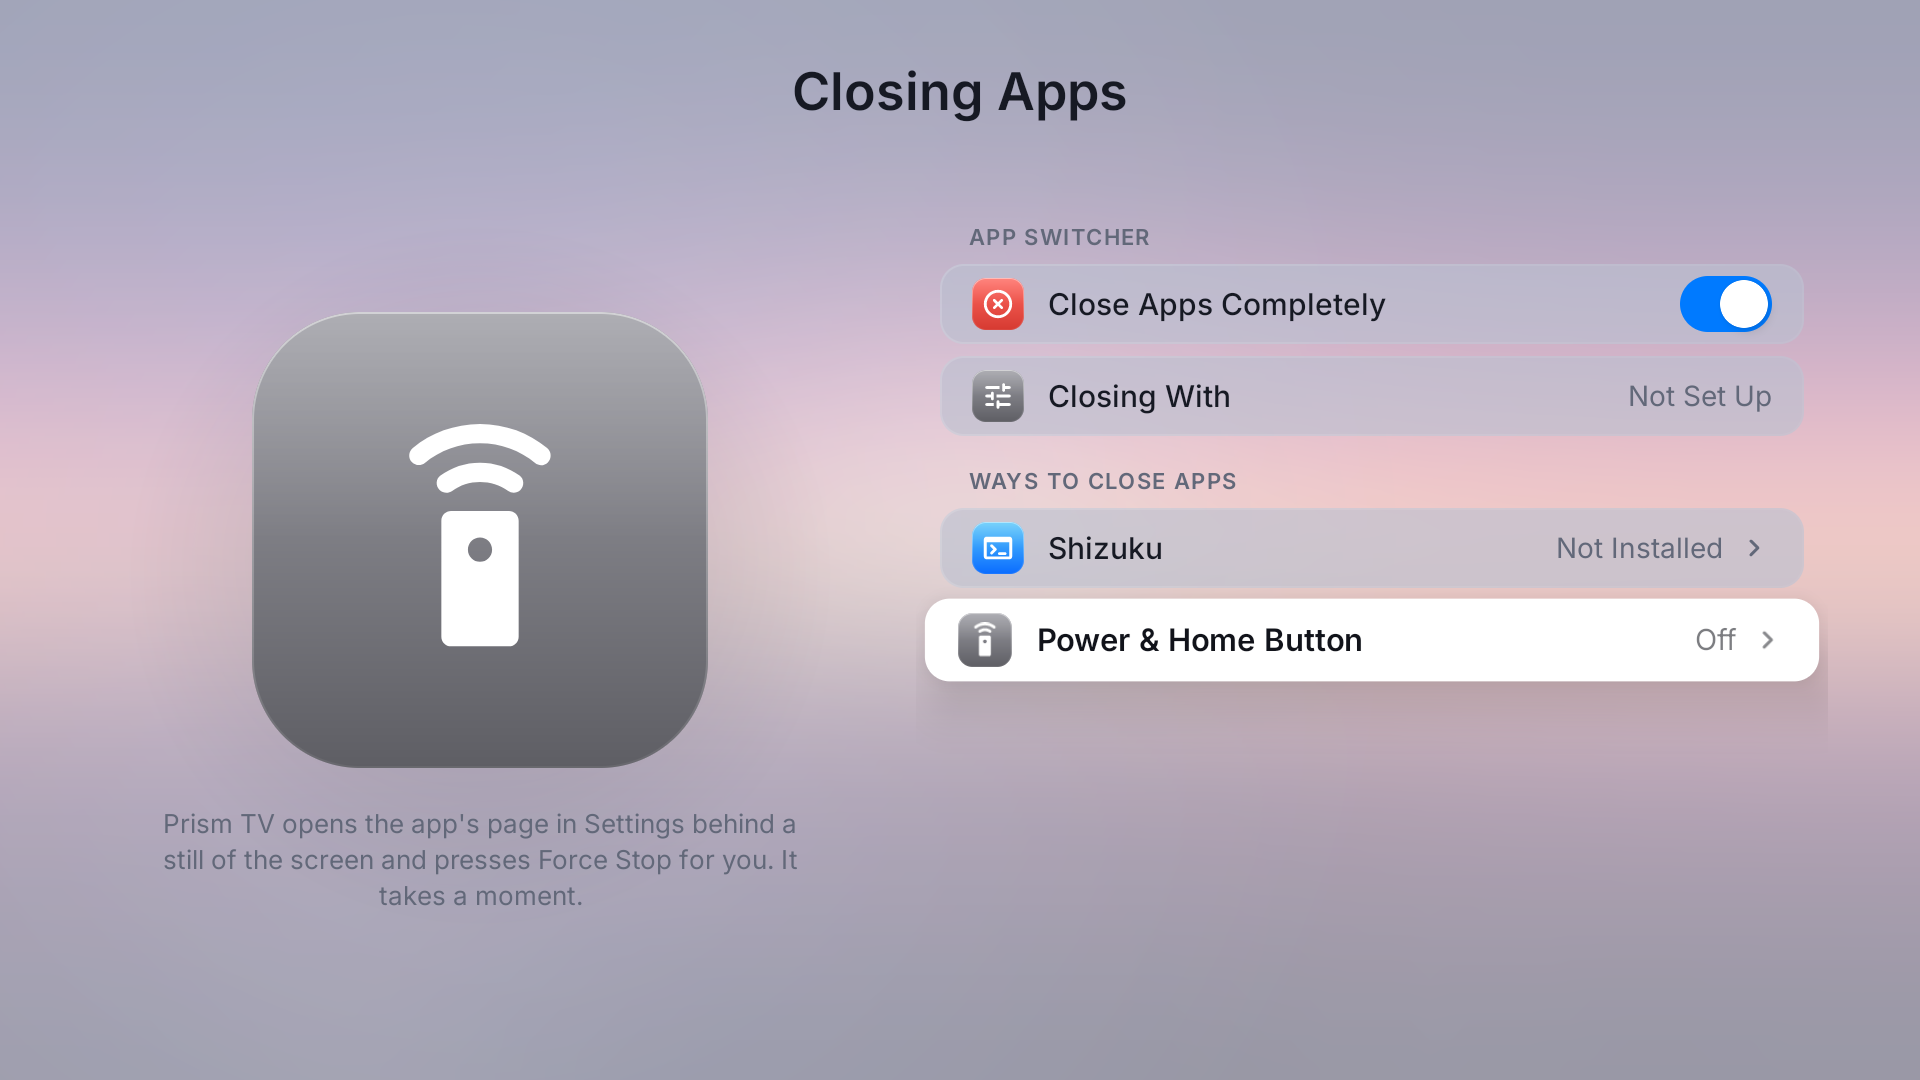 Closing Apps
APP SWITCHER
Close Apps Completely
Closing With
Not Set Up
WAYS TO CLOSE APPS
Shizuku
Not Installed
Power & Home Button
Off
Prism TV opens the app's page in Settings behind a
still of the screen and presses Force Stop for you. It
takes a moment.